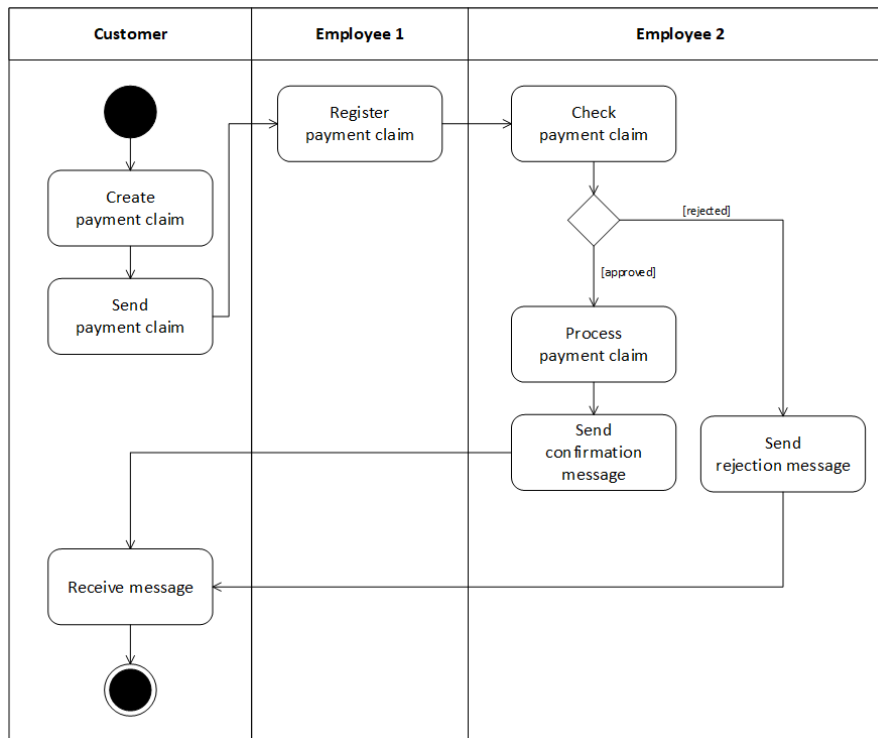 Customer
Employee 1
Employee 2
Register
payment claim
Check
payment claim
Create
payment claim
[rejected]
[approved]
Send
payment claim
Process
payment claim
Send
confirmation
message
Send
rejection message
Receive message